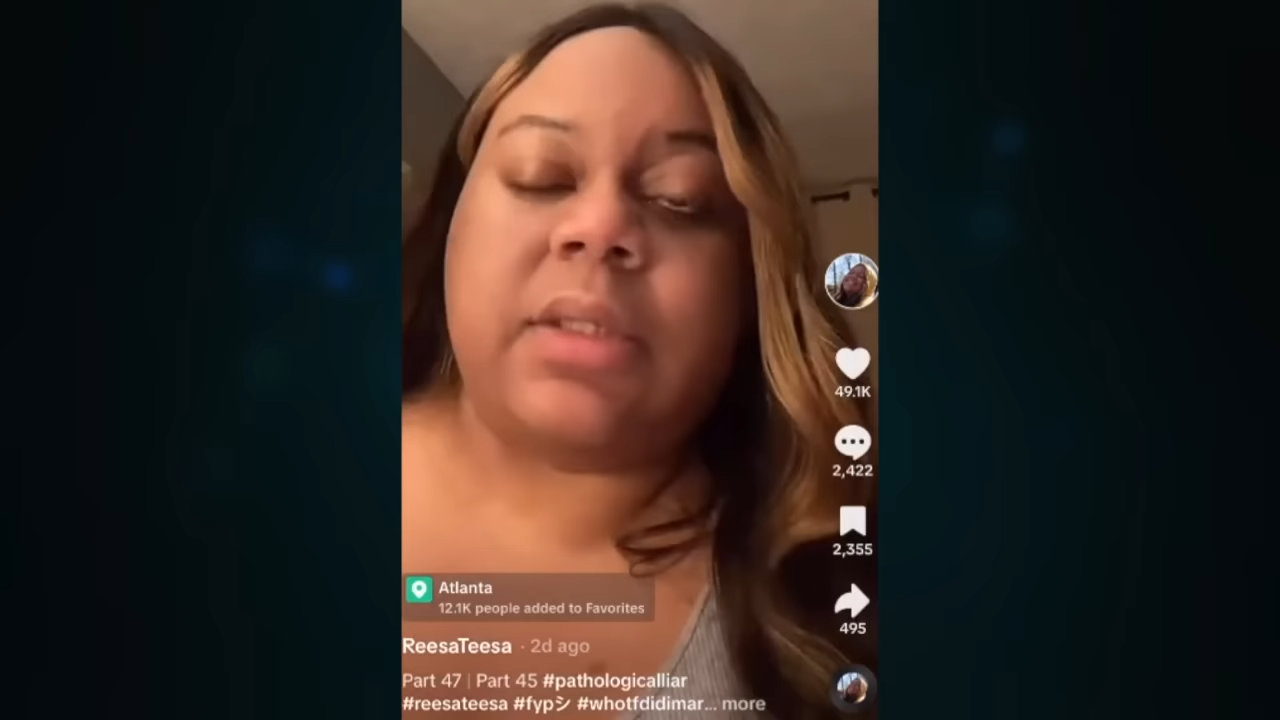 49.1K
2,422
2,355
495
Atlanta
12.1K people added to Favorites
ReesaTeesa · 2d ago
Part 47 | Part 45 #pathologicalliar
#reesateesa #fypシ #whotfdidimar... more